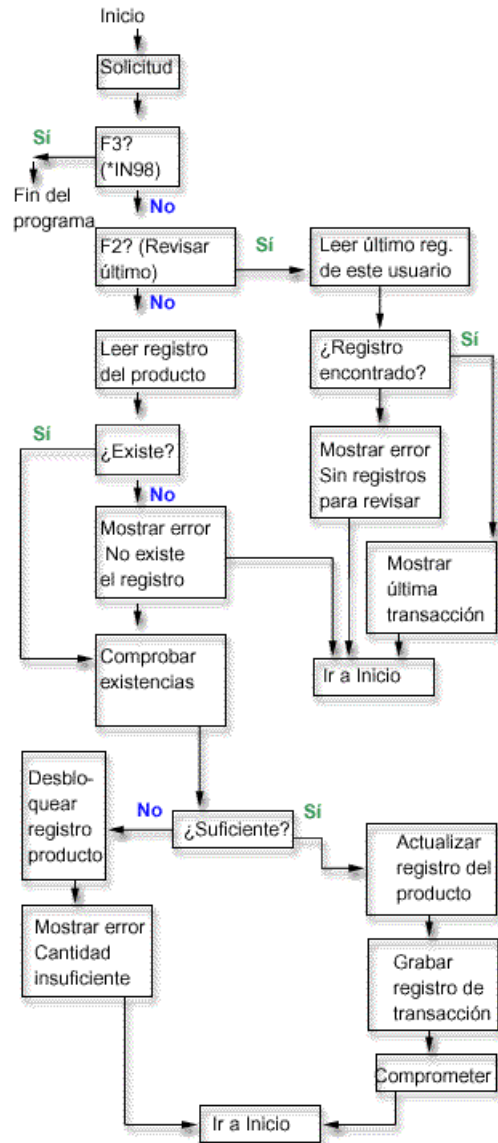 Inicio
Solicitud
Sí
F3?
(*IN98)
Fin del
programa
No
F2? (Revisar
último)
Sí
Leer último reg.
de este usuario
No
Leer registro
del producto
¿Registro
encontrado?
Sí
Sí
¿Existe?
No
Mostrar error
Sin registros
para revisar
Mostrar error
No existe
el registro
Mostrar
última
transacción
Comprobar
existencias
Ir a Inicio
Desblo-
quear
registro
producto
No
¿Suficiente?
Sí
Actualizar
registro del
producto
Mostrar error
Cantidad
insuficiente
Grabar
registro de
transacción
Comprometer
Ir a Inicio